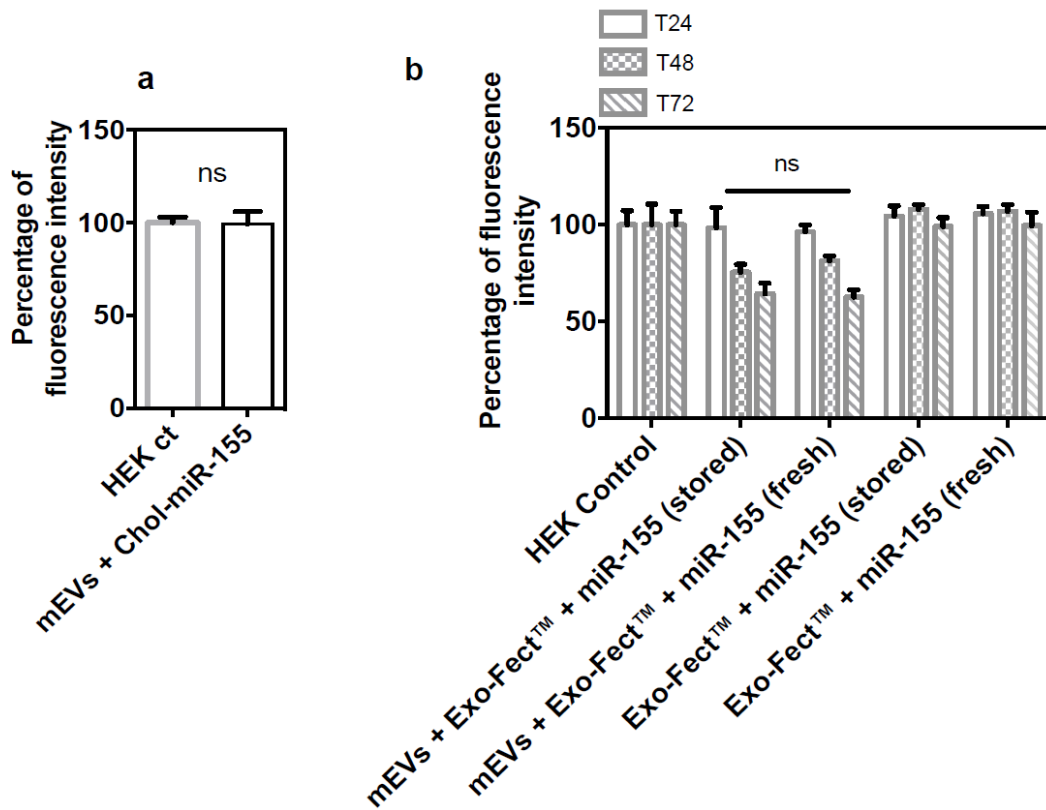 a
Percentage of
fluorescence intensity
150
100
50
0
ns
HEK ct
mEVs + Chol-miR-155
b
T24
T48
T72
Percentage of fluorescence
intensity
150
100
50
0
ns
HEK Control
mEVs + Exo-Fect™ + miR-155 (stored)
mEVs + Exo-Fect™ + miR-155 (fresh)
Exo-Fect™ + miR-155 (stored)
Exo-Fect™ + miR-155 (fresh)